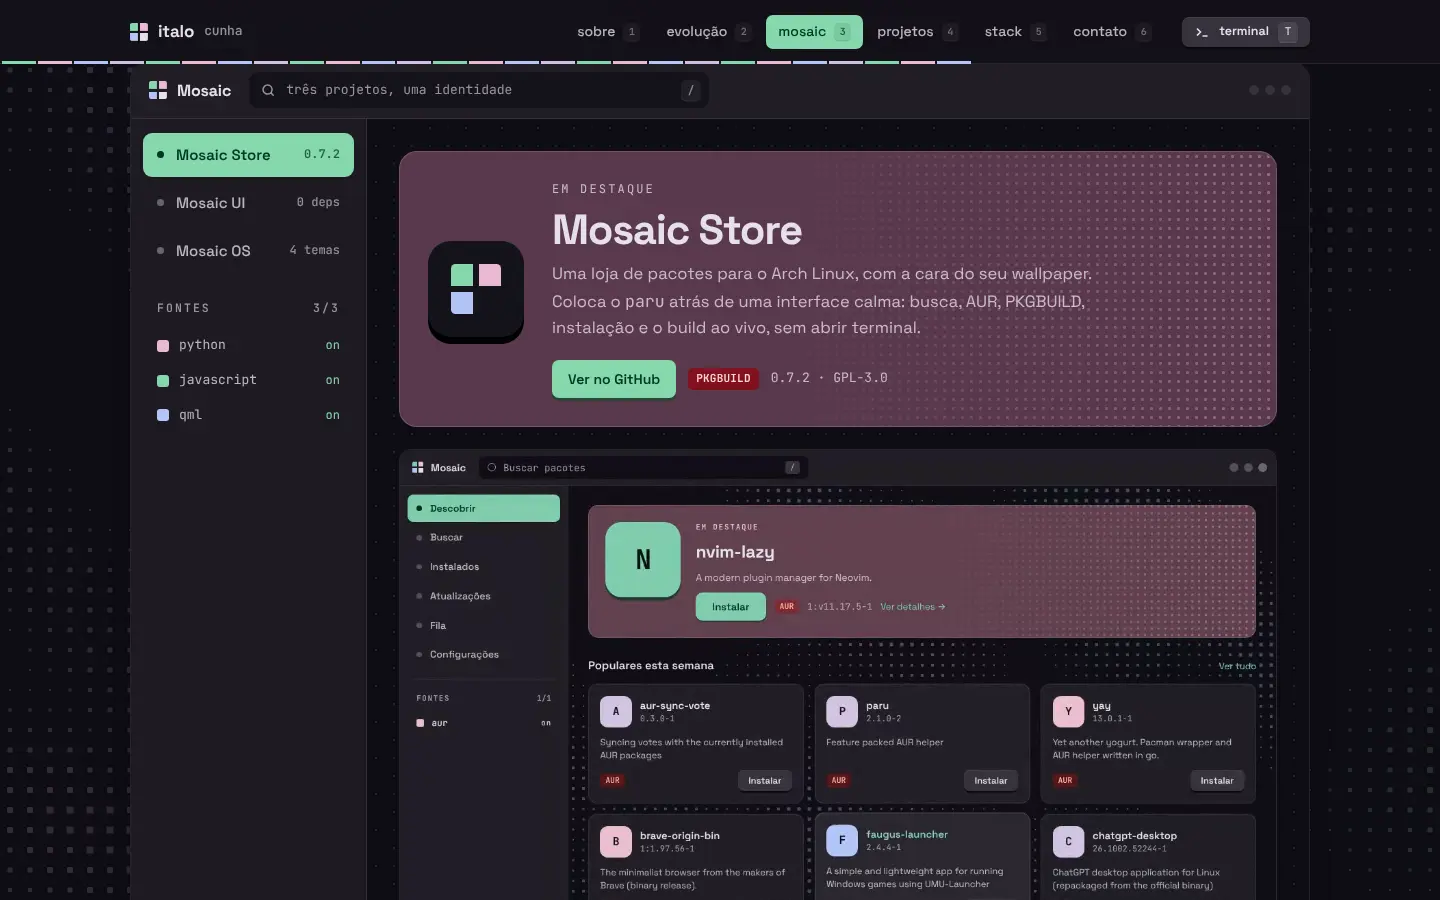 italo cunha
sobre 1
evolução 2
mosaic 3
projetos 4
stack 5
contato 6
terminal T
Mosaic
três projetos, uma identidade /
Mosaic Store 0.7.2
Mosaic UI 0 deps
Mosaic OS 4 temas
FONTES 3/3
python on
javascript on
qml on
EM DESTAQUE
Mosaic Store
Uma loja de pacotes para o Arch Linux, com a cara do seu wallpaper.
Coloca o paru atrás de uma interface calma: busca, AUR, PKGBUILD,
instalação e o build ao vivo, sem abrir terminal.
Ver no GitHub PKGBUILD 0.7.2 · GPL-3.0
Mosaic
Buscar pacotes /
Descobrir
Buscar
Instalados
Atualizações
Fila
Configurações
FONTES 1/1
aur on
EM DESTAQUE
N
nvim-lazy
A modern plugin manager for Neovim.
Instalar AUR 1:v11.17.5-1 Ver detalhes →
Populares esta semana Ver tudo
A
aur-sync-vote
0.3.0-1
Syncing votes with the currently installed
AUR packages
AUR Instalar
P
paru
2.1.0-2
Feature packed AUR helper
AUR Instalar
Y
yay
13.0.1-1
Yet another yogurt. Pacman wrapper and
AUR helper written in go.
AUR Instalar
B
brave-origin-bin
1:1.97.56-1
The minimalist browser from the makers of
Brave (binary release).
F
faugus-launcher
2.4.4-1
A simple and lightweight app for running
Windows games using UMU-Launcher
C
chatgpt-desktop
26.1002.52244-1
ChatGPT desktop application for Linux
(repackaged from the official binary)